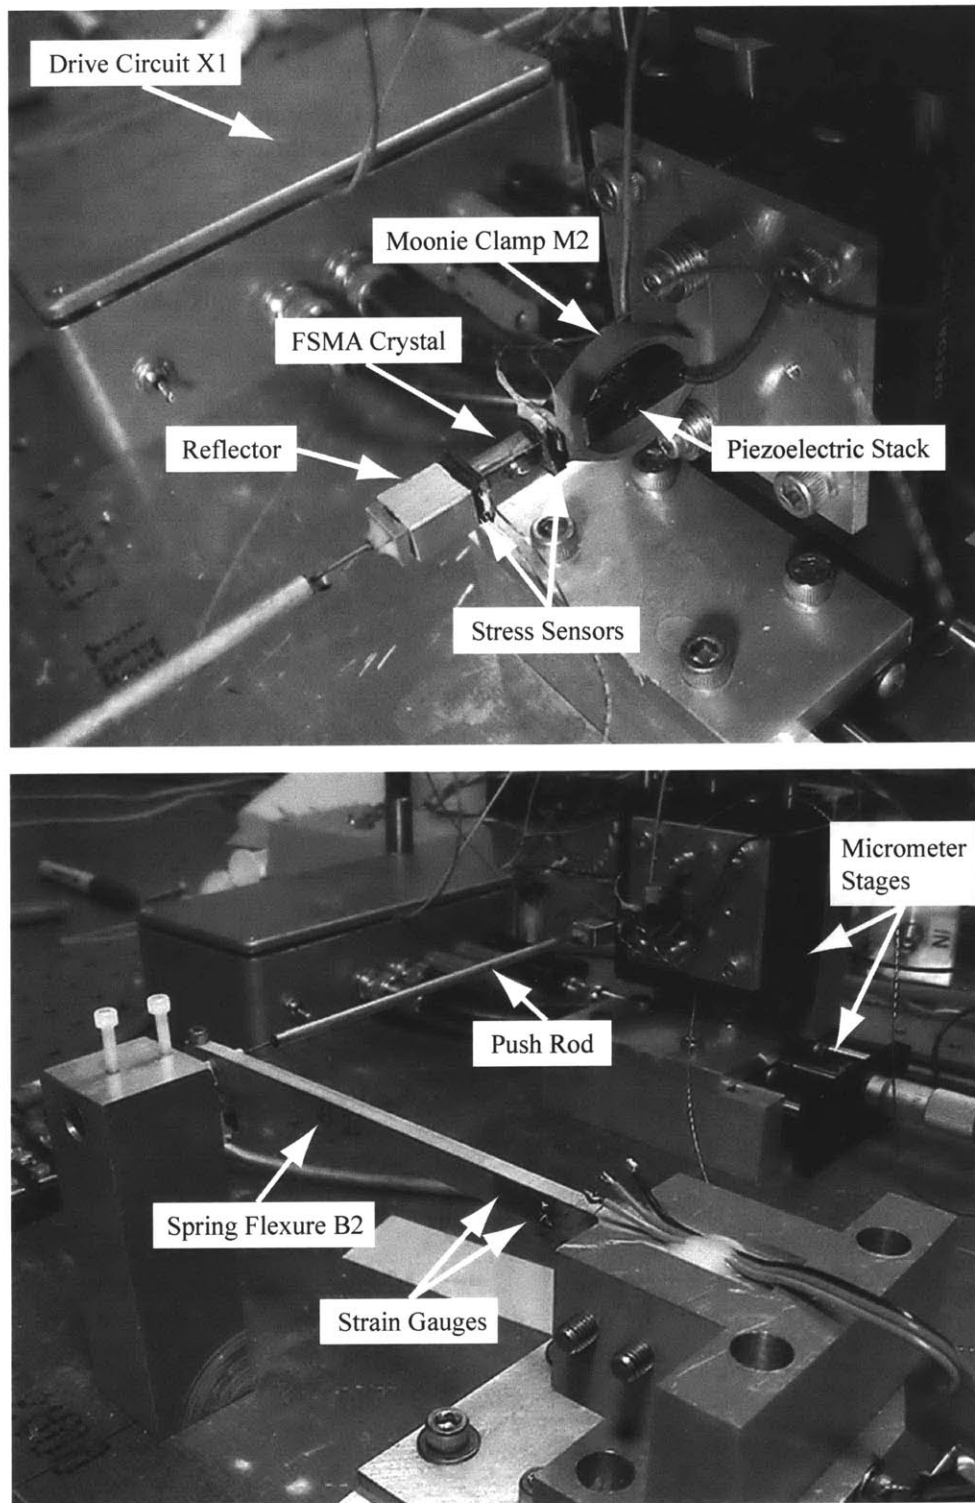 Drive Circuit X1
Moonie Clamp M2
FSMA Crystal
Reflector
Piezoelectric Stack
Stress Sensors
Micrometer
Stages
Push Rod
Spring Flexure B2
Strain Gauges